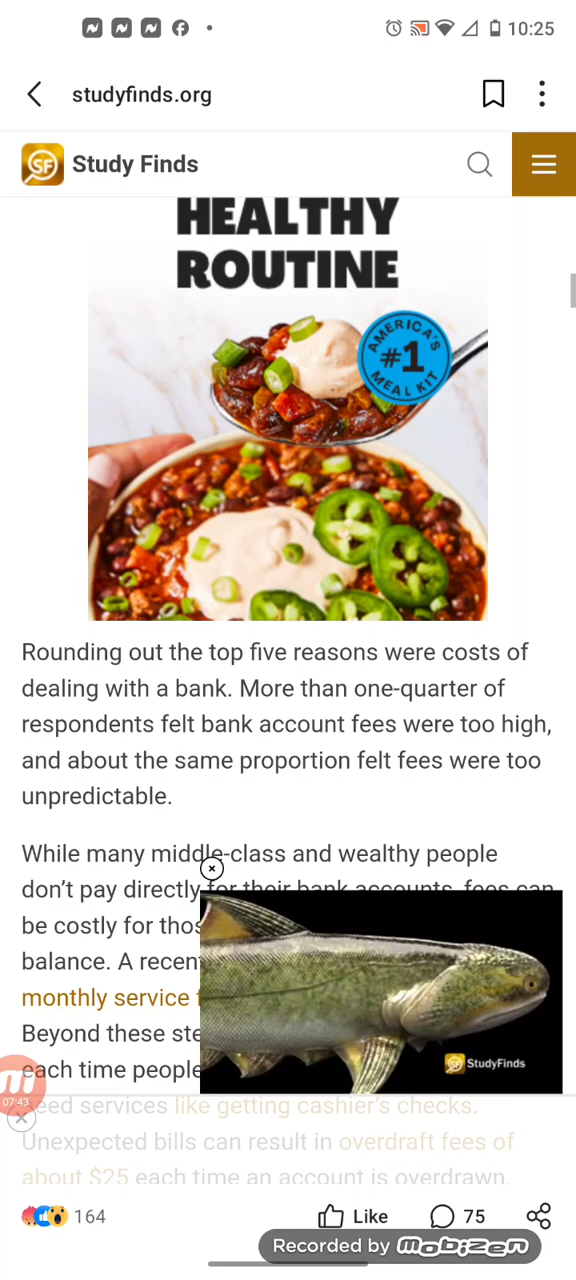 10:25
studyfinds.org
SF Study Finds
HEALTHY
ROUTINE
AMERICA'S
#1
MEAL KIT
Rounding out the top five reasons were costs of
dealing with a bank. More than one-quarter of
respondents felt bank account fees were too high,
and about the same proportion felt fees were too
unpredictable.
While many middle-class and wealthy people
don't pay directly for their bank accounts, fees can
be costly for thos
balance. A recen
monthly service
Beyond these ste
each time people
SF StudyFinds
07:43
need services like getting cashier's checks.
Unexpected bills can result in overdraft fees of
about $25 each time an account is overdrawn.
164 Like 75
Recorded by mobizen